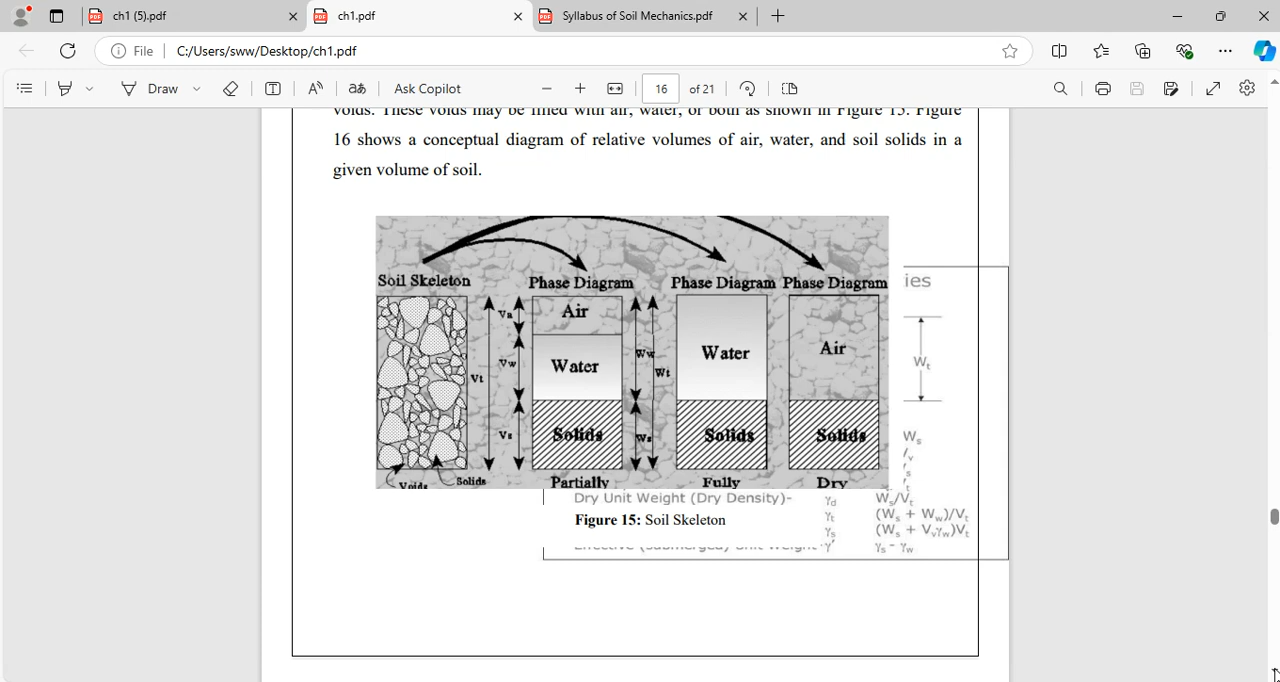 ch1 (5).pdf
ch1.pdf
Syllabus of Soil Mechanics.pdf
File
C:/Users/sww/Desktop/ch1.pdf
Draw
aあ
Ask Copilot
16
of 21
voids. These voids may be filled with air, water, or both as shown in Figure 15. Figure
16 shows a conceptual diagram of relative volumes of air, water, and soil solids in a
given volume of soil.
Soil Skeleton
Phase Diagram
Phase Diagram
Phase Diagram
ies
Va
Air
Vw
Water
Ww
Water
Air
Wt
Vt
Wt
Vs
Solids
Ws
Solids
Solids
Ws
Voids
Solids
Partially
Fully
Dry
Dry Unit Weight (Dry Density)-
γd
Ws/Vt
Figure 15: Soil Skeleton
γt
(Ws + Ww)/Vt
γs
(Ws + Vvγw)Vt
Effective (Submerged) Unit Weight
γ'
γs - γw